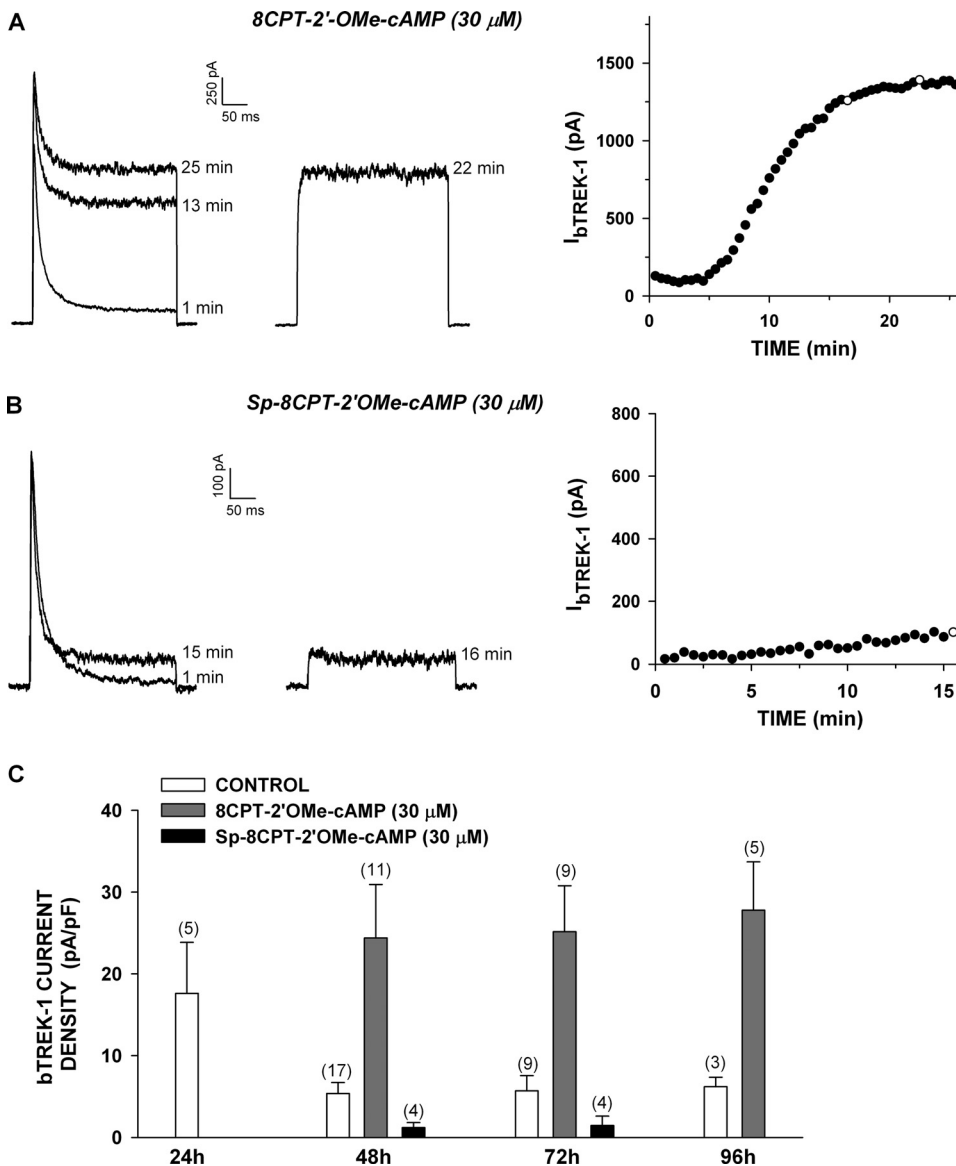 A
8CPT-2'-OMe-cAMP (30 µM)
250 pA
50 ms
25 min
13 min
1 min
22 min
1500
1000
500
0
I bTREK-1 (pA)
0 10 20
TIME (min)
B
Sp-8CPT-2'OMe-cAMP (30 µM)
100 pA
50 ms
15 min
1 min
16 min
800
600
400
200
0
I bTREK-1 (pA)
0 5 10 15
TIME (min)
C
CONTROL
8CPT-2'OMe-cAMP (30 µM)
Sp-8CPT-2'OMe-cAMP (30 µM)
bTREK-1 CURRENT
DENSITY (pA/pF)
40
30
20
10
0
(5)
(17)
(11)
(4)
(9)
(9)
(4)
(3)
(5)
24h 48h 72h 96h